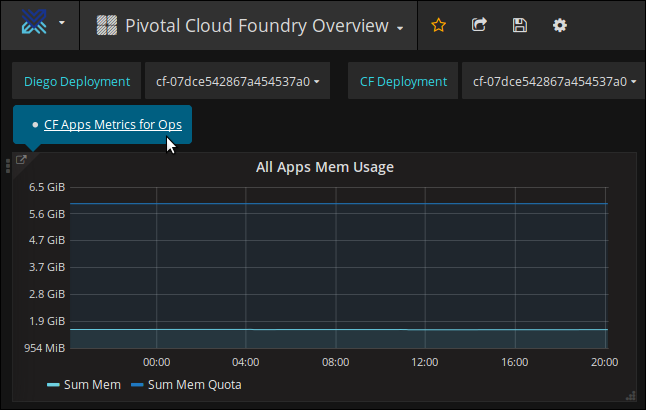 Pivotal Cloud Foundry Overview
Diego Deployment cf-07dce542867a454537a0 CF Deployment cf-07dce542867a454537a0
CF Apps Metrics for Ops
All Apps Mem Usage
6.5 GiB
5.6 GiB
4.7 GiB
3.7 GiB
2.8 GiB
1.9 GiB
954 MiB
00:00 04:00 08:00 12:00 16:00 20:00
Sum Mem Sum Mem Quota